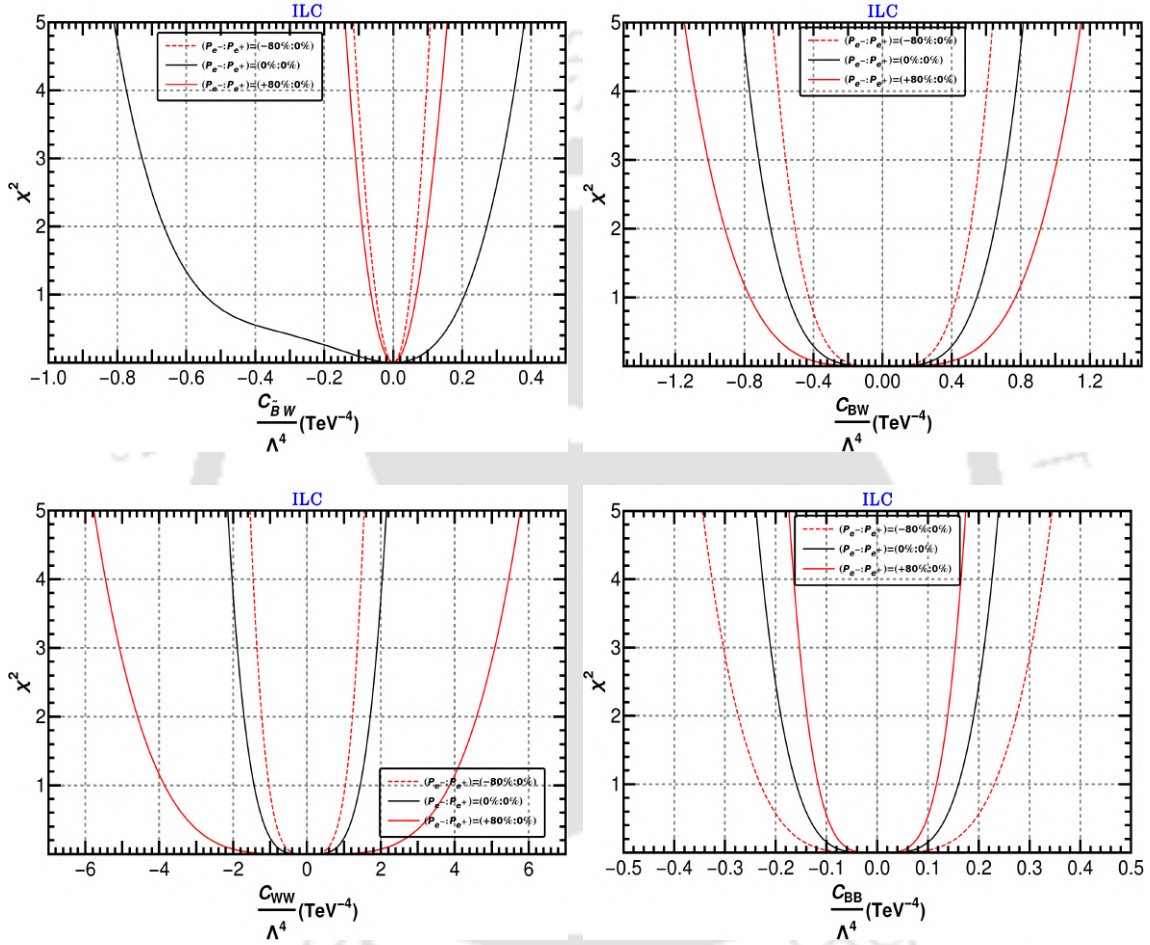 ILC
5
4
3
2
1
χ²
(Pe-:Pe+)=(−80%:0%)
(Pe-:Pe+)=(0%:0%)
(Pe-:Pe+)=(+80%:0%)
−1.0 −0.8 −0.6 −0.4 −0.2 0.0 0.2 0.4
C_B̃W/Λ⁴ (TeV⁻⁴)
ILC
5
4
3
2
1
χ²
(Pe-:Pe+)=(−80%:0%)
(Pe-:Pe+)=(0%:0%)
(Pe-:Pe+)=(+80%:0%)
−1.2 −0.8 −0.4 0.00 0.4 0.8 1.2
C_BW/Λ⁴ (TeV⁻⁴)
ILC
5
4
3
2
1
χ²
(Pe-:Pe+)=(−80%:0%)
(Pe-:Pe+)=(0%:0%)
(Pe-:Pe+)=(+80%:0%)
−6 −4 −2 0 2 4 6
C_WW/Λ⁴ (TeV⁻⁴)
ILC
5
4
3
2
1
χ²
(Pe-:Pe+)=(−80%:0%)
(Pe-:Pe+)=(0%:0%)
(Pe-:Pe+)=(+80%:0%)
−0.5 −0.4 −0.3 −0.2 −0.1 0.0 0.1 0.2 0.3 0.4 0.5
C_BB/Λ⁴ (TeV⁻⁴)